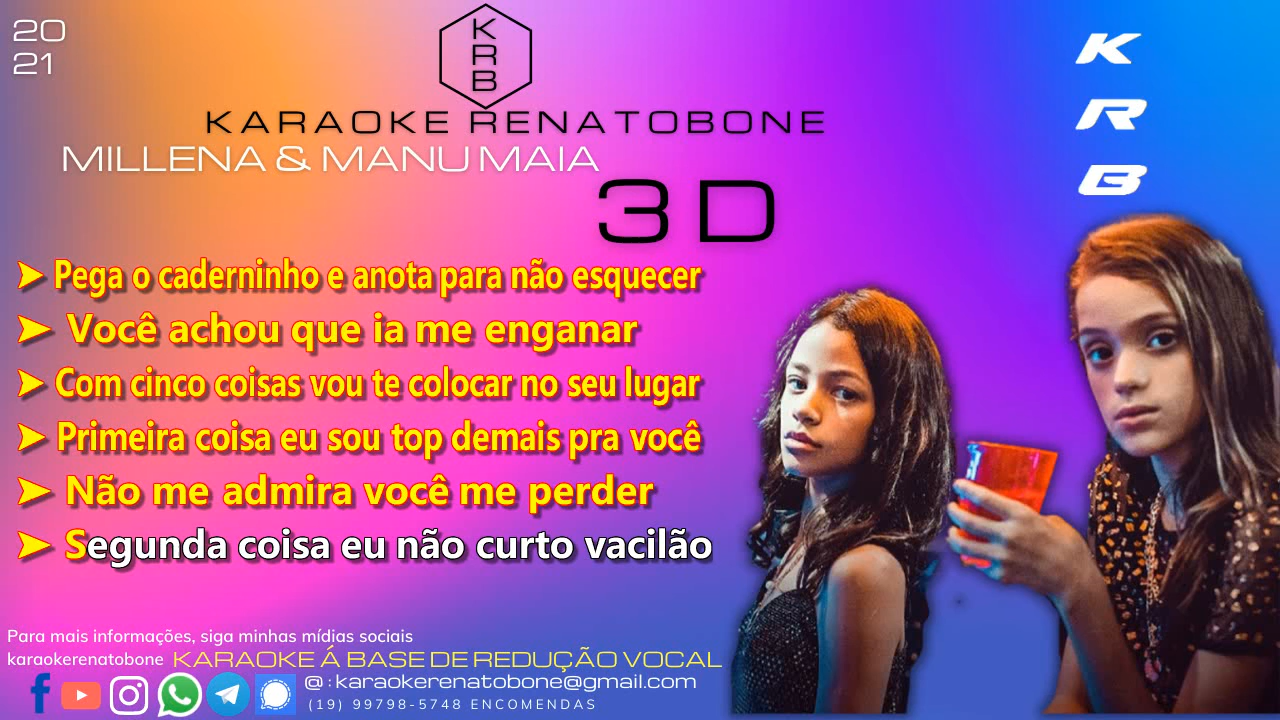 20
21
K
R
B
KARAOKE RENATOBONE
MILLENA & MANU MAIA
3D
K
R
B
➤ Pega o caderninho e anota para não esquecer
➤ Você achou que ia me enganar
➤ Com cinco coisas vou te colocar no seu lugar
➤ Primeira coisa eu sou top demais pra você
➤ Não me admira você me perder
➤ Segunda coisa eu não curto vacilão
Para mais informações, siga minhas mídias sociais
karaokerenatobone KARAOKE Á BASE DE REDUÇÃO VOCAL
@:karaokerenatobone@gmail.com
(19) 99798-5748 ENCOMENDAS